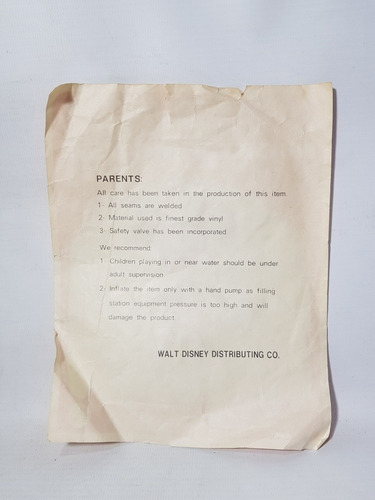 PARENTS:
All care has been taken in the production of this item.
1- All seams are welded
2- Material used is finest grade vinyl
3- Safety valve has been incorporated
We recommend
1 Children playing in or near water should be under
adult supervision
2- Inflate the item only with a hand pump as filling
station equipment pressure is too high and will
damage the product.
WALT DISNEY DISTRIBUTING CO.